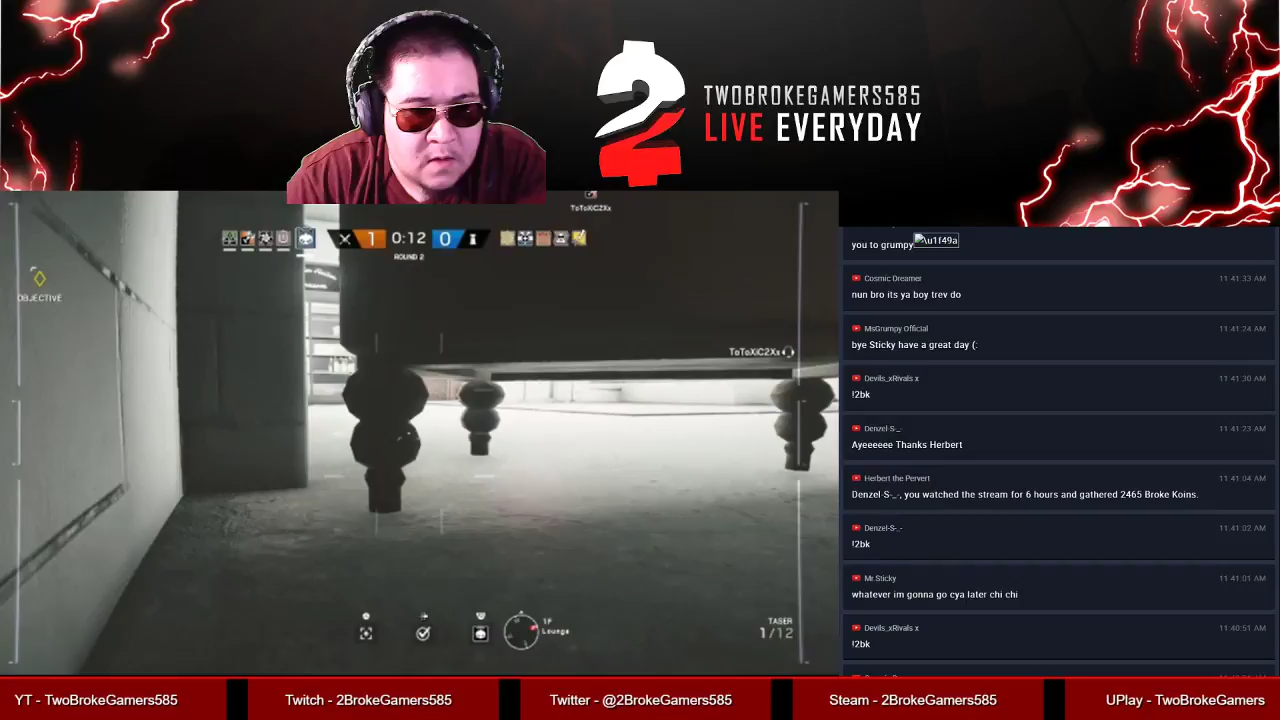 2
TWOBROKEGAMERS585
LIVE EVERYDAY
ToToXiC2Xx
1 0:12 0
ROUND 2
OBJECTIVE
ToToXiC2Xx
1F
Lounge
TASER
1/12
you to grumpy \u1f49a
Cosmic Dreamer 11:41:33 AM
nun bro its ya boy trev do
MsGrumpy Official 11:41:24 AM
bye Sticky have a great day (:
Devils_xRivals x 11:41:30 AM
!2bk
Denzel-S-_- 11:41:23 AM
Ayeeeeee Thanks Herbert
Herbert the Pervert 11:41:04 AM
Denzel-S-_-, you watched the stream for 6 hours and gathered 2465 Broke Koins.
Denzel-S-_- 11:41:02 AM
!2bk
Mr.Sticky 11:41:01 AM
whatever im gonna go cya later chi chi
Devils_xRivals x 11:40:51 AM
!2bk
YT - TwoBrokeGamers585
Twitch - 2BrokeGamers585
Twitter - @2BrokeGamers585
Steam - 2BrokeGamers585
UPlay - TwoBrokeGamers